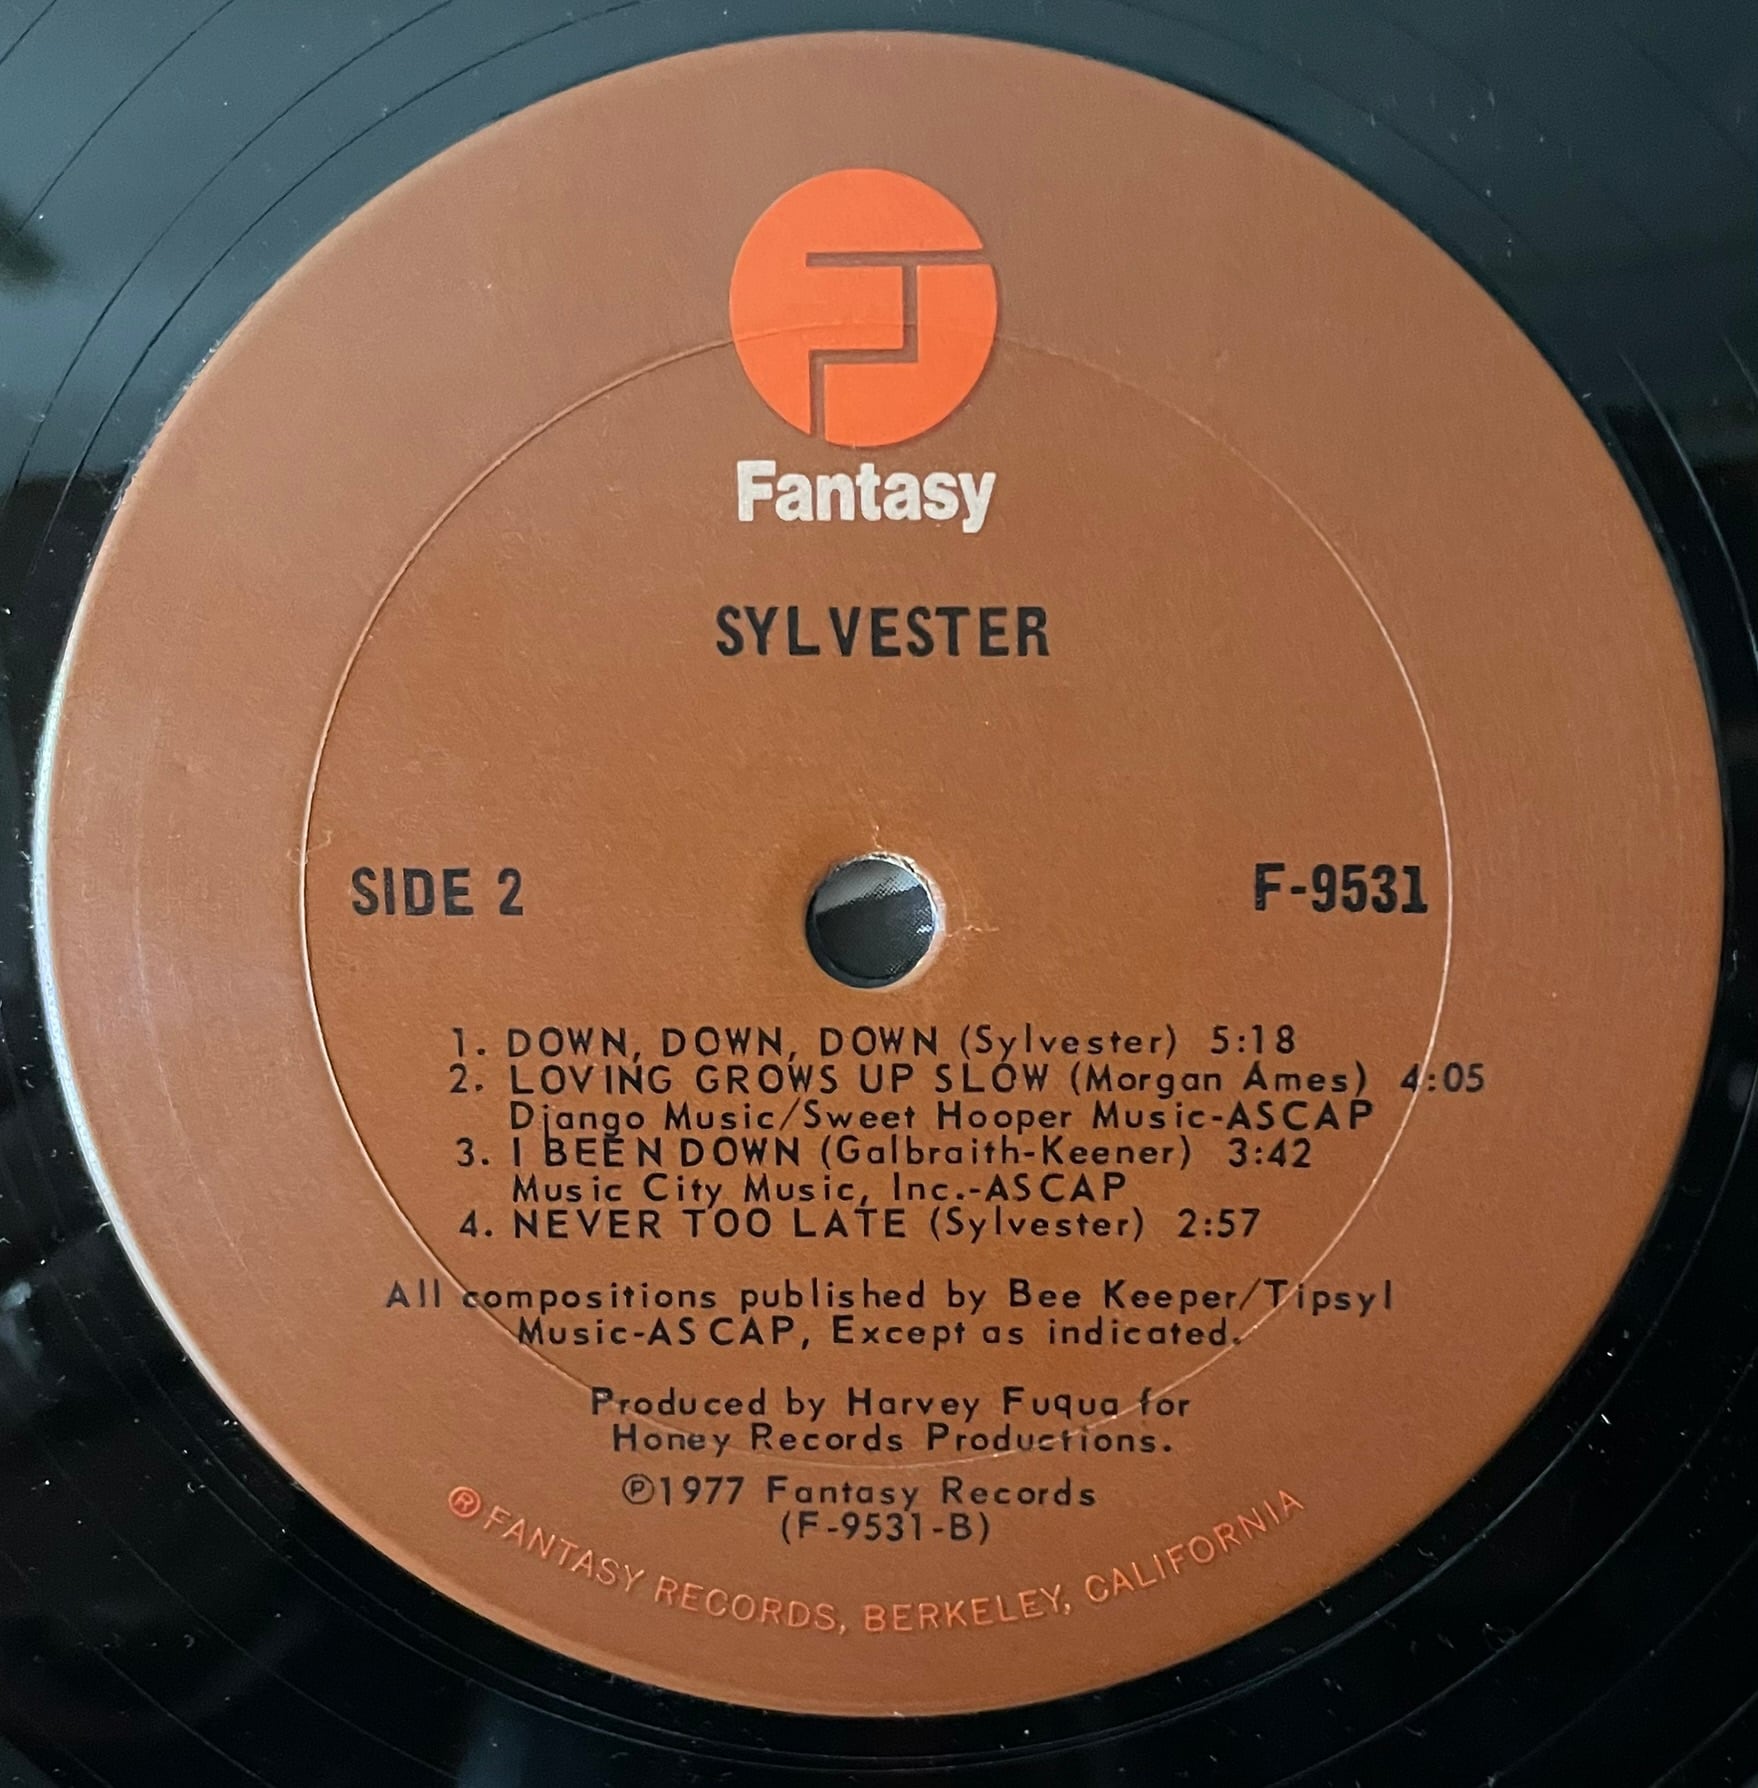 Fantasy
SYLVESTER
SIDE 2
F-9531
1. DOWN, DOWN, DOWN (Sylvester) 5:18
2. LOVING GROWS UP SLOW (Morgan Ames) 4:05
Django Music/Sweet Hooper Music-ASCAP
3. I BEEN DOWN (Galbraith-Keener) 3:42
Music City Music, Inc.-ASCAP
4. NEVER TOO LATE (Sylvester) 2:57
All compositions published by Bee Keeper/Tipsyl
Music-ASCAP, Except as indicated.
Produced by Harvey Fuqua for
Honey Records Productions.
℗1977 Fantasy Records
(F-9531-B)
®FANTASY RECORDS, BERKELEY, CALIFORNIA